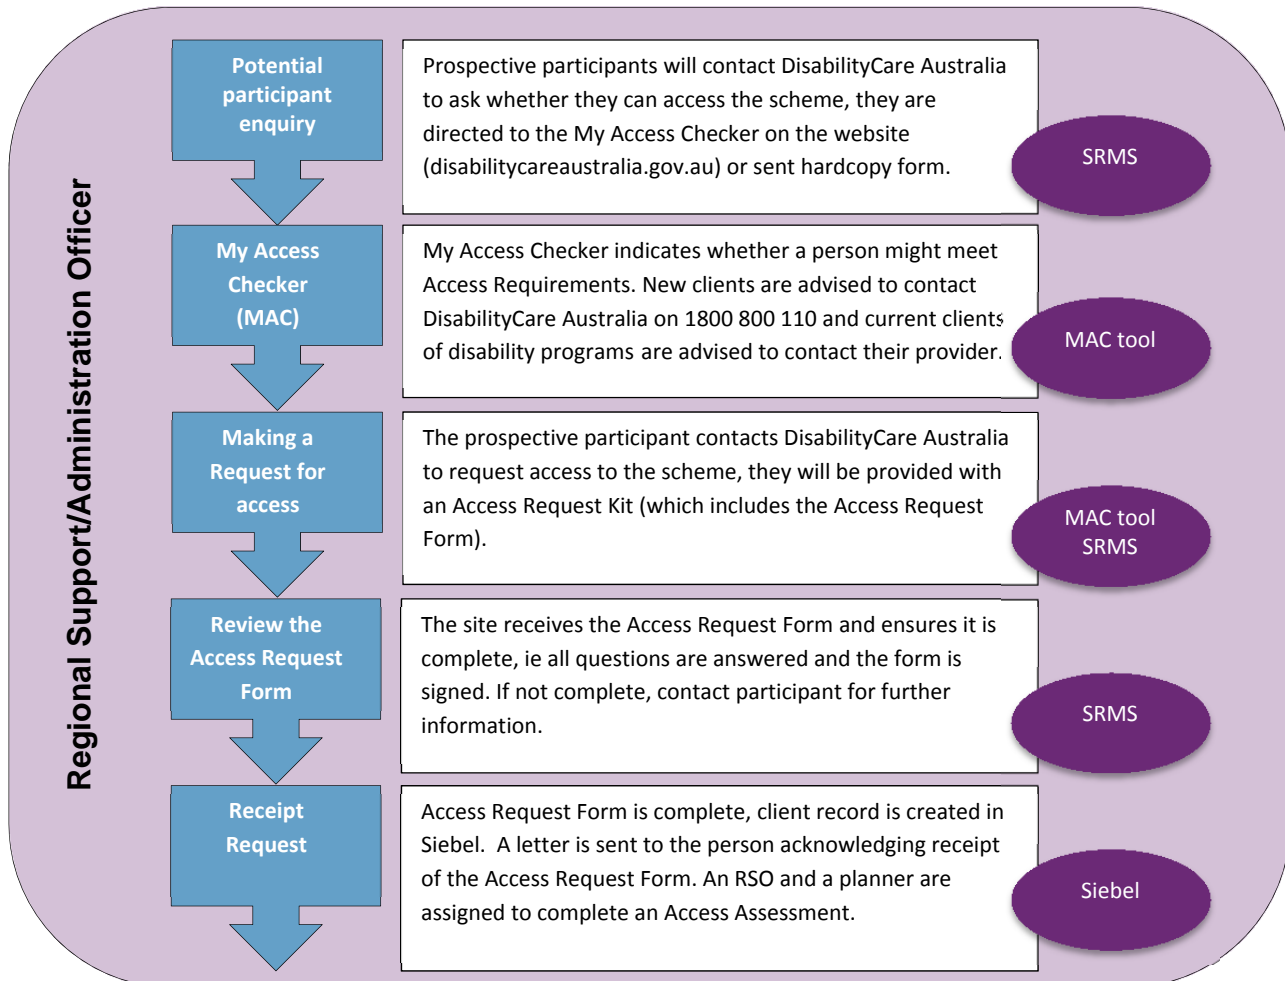 Regional Support/Administration Officer
Potential
participant
enquiry
Prospective participants will contact DisabilityCare Australia
to ask whether they can access the scheme, they are
directed to the My Access Checker on the website
(disabilitycareaustralia.gov.au) or sent hardcopy form.
SRMS
My Access
Checker
(MAC)
My Access Checker indicates whether a person might meet
Access Requirements. New clients are advised to contact
DisabilityCare Australia on 1800 800 110 and current clients
of disability programs are advised to contact their provider.
MAC tool
Making a
Request for
access
The prospective participant contacts DisabilityCare Australia
to request access to the scheme, they will be provided with
an Access Request Kit (which includes the Access Request
Form).
MAC tool
SRMS
Review the
Access Request
Form
The site receives the Access Request Form and ensures it is
complete, ie all questions are answered and the form is
signed. If not complete, contact participant for further
information.
SRMS
Receipt
Request
Access Request Form is complete, client record is created in
Siebel.  A letter is sent to the person acknowledging receipt
of the Access Request Form. An RSO and a planner are
assigned to complete an Access Assessment.
Siebel